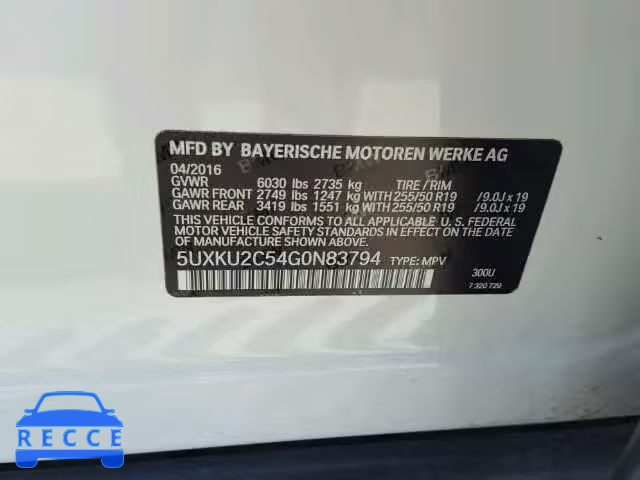 MFD BY BAYERISCHE MOTOREN WERKE AG
04/2016
GVWR 6030 lbs 2735 kg TIRE / RIM
GAWR FRONT 2749 lbs 1247 kg WITH 255/50 R19 / 9.0J x 19
GAWR REAR 3419 lbs 1551 kg WITH 255/50 R19 / 9.0J x 19
THIS VEHICLE CONFORMS TO ALL APPLICABLE U. S. FEDERAL
MOTOR VEHICLE SAFETY STANDARDS IN EFFECT ON THE
DATE OF MANUFACTURE SHOWN ABOVE.
5UXKU2C54G0N83794 TYPE: MPV
300U
7 320 729
RECCE